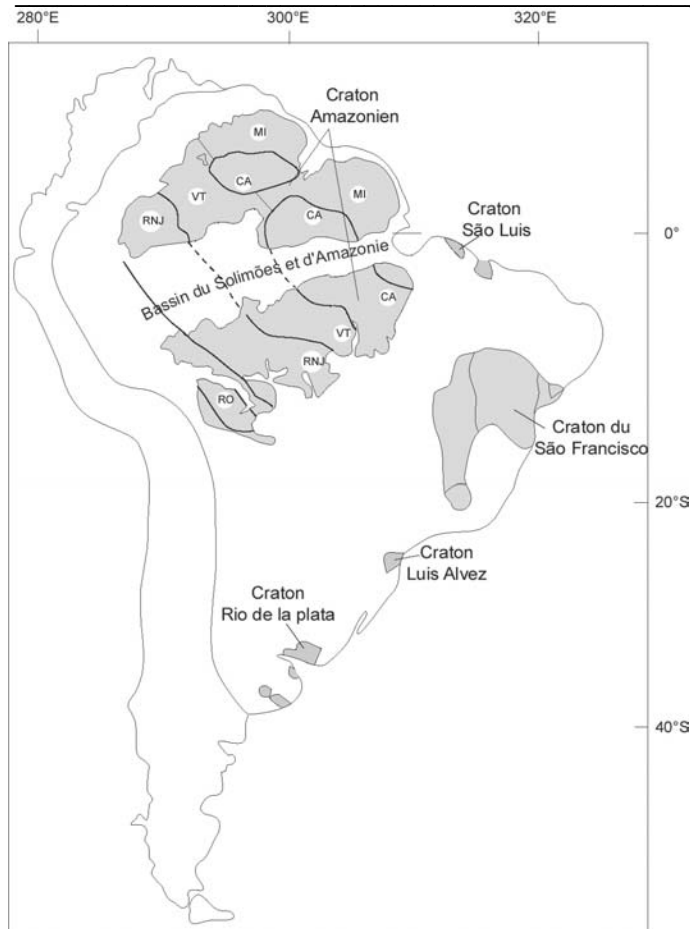 280°E
300°E
320°E
Craton
Amazonien
MI
CA
MI
VT
CA
RNJ
Craton
São Luis
0°
Bassin du Solimões et d'Amazonie
CA
VT
RNJ
RO
Craton du
São Francisco
20°S
Craton
Luis Alvez
Craton
Rio de la plata
40°S